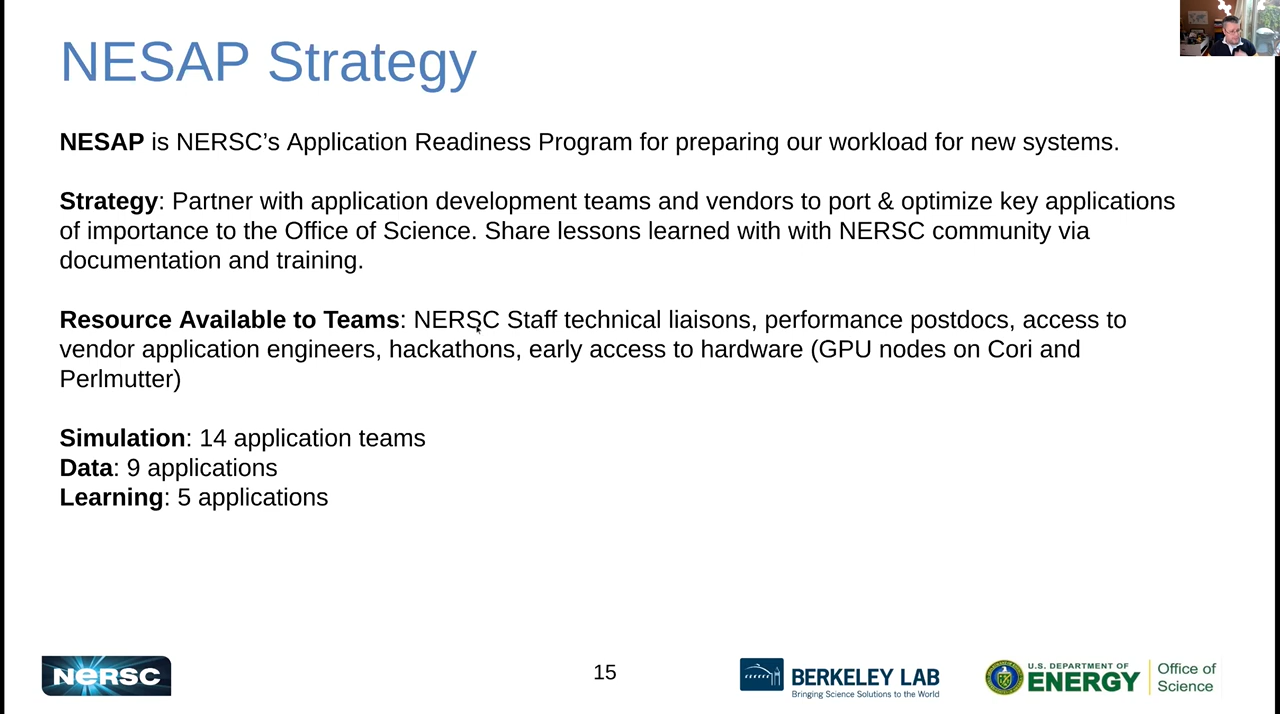 NESAP Strategy
NESAP is NERSC’s Application Readiness Program for preparing our workload for new systems.
Strategy: Partner with application development teams and vendors to port & optimize key applications
of importance to the Office of Science. Share lessons learned with with NERSC community via
documentation and training.
Resource Available to Teams: NERSC Staff technical liaisons, performance postdocs, access to
vendor application engineers, hackathons, early access to hardware (GPU nodes on Cori and
Perlmutter)
Simulation: 14 application teams
Data: 9 applications
Learning: 5 applications
NERSC
15
BERKELEY LAB
Bringing Science Solutions to the World
U.S. DEPARTMENT OF
ENERGY
Office of
Science